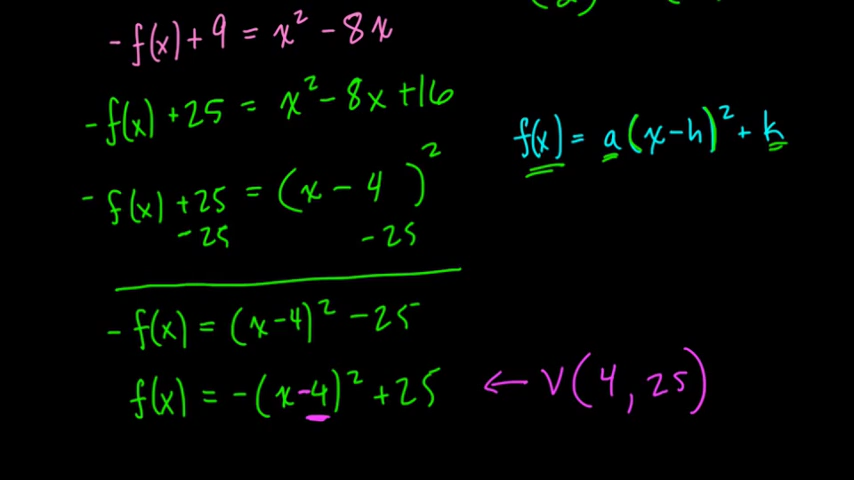 -f(x) + 9 = x² - 8x
-f(x) + 25 = x² - 8x + 16
f(x) = a(x-h)² + k
-f(x) + 25 = (x - 4 )²
-25 -25
-f(x) = (x-4)² - 25
f(x) = -(x-4)² + 25 ← V(4, 25)